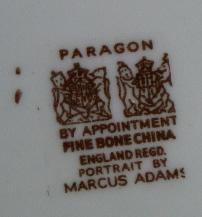 PARAGON
BY APPOINTMENT
FINE BONE CHINA
ENGLAND REGD.
PORTRAIT BY
MARCUS ADAMS